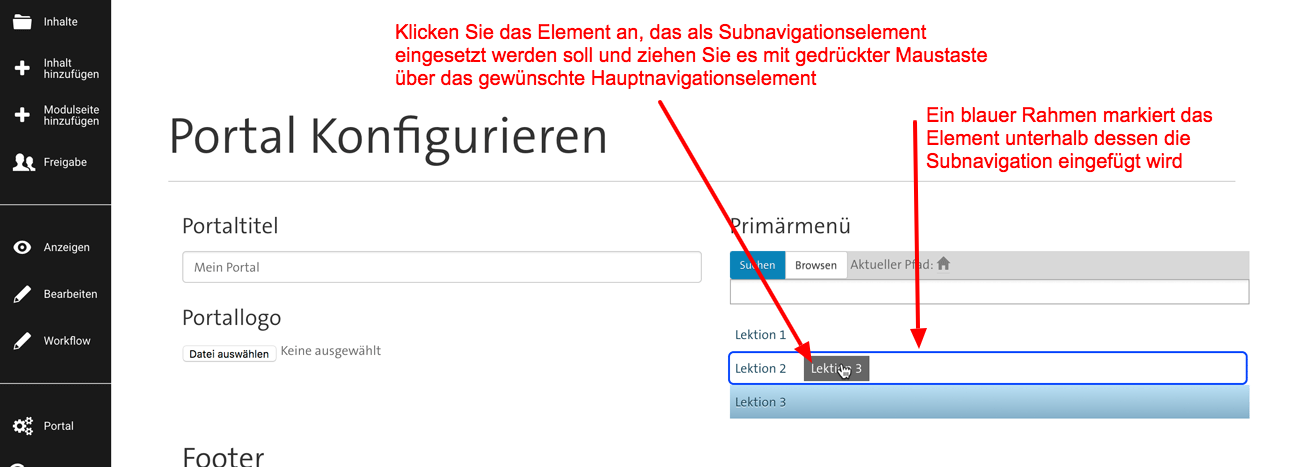 Inhalte
Inhalt
hinzufügen
Modulseite
hinzufügen
Freigabe
Anzeigen
Bearbeiten
Workflow
Portal
Klicken Sie das Element an, das als Subnavigationselement
eingesetzt werden soll und ziehen Sie es mit gedrückter Maustaste
über das gewünschte Hauptnavigationselement
Ein blauer Rahmen markiert das
Element unterhalb dessen die
Subnavigation eingefügt wird
Portal Konfigurieren
Portaltitel
Mein Portal
Portallogo
Datei auswählen Keine ausgewählt
Primärmenü
Suchen Browsen Aktueller Pfad:
Lektion 1
Lektion 2 Lektion 3
Lektion 3
Footer